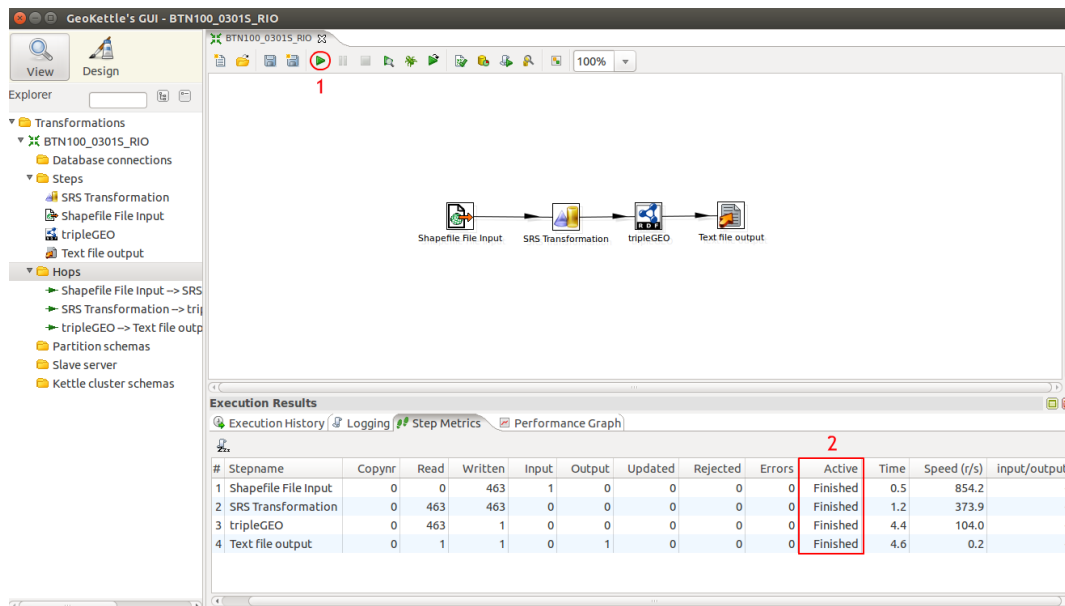 GeoKettle's GUI - BTN100_0301S_RIO
View
Design
BTN100_0301S_RIO
100%
1
Explorer
Transformations
BTN100_0301S_RIO
Database connections
Steps
SRS Transformation
Shapefile File Input
tripleGEO
Text file output
Hops
Shapefile File Input --> SRS
SRS Transformation --> trip
tripleGEO --> Text file outp
Partition schemas
Slave server
Kettle cluster schemas
RDF
Shapefile File Input SRS Transformation tripleGEO Text file output
Execution Results
Execution History Logging Step Metrics Performance Graph
2
# Stepname Copynr Read Written Input Output Updated Rejected Errors Active Time Speed (r/s) input/output
1 Shapefile File Input 0 0 463 1 0 0 0 0 Finished 0.5 854.2
2 SRS Transformation 0 463 463 0 0 0 0 0 Finished 1.2 373.9
3 tripleGEO 0 463 1 0 0 0 0 0 Finished 4.4 104.0
4 Text file output 0 1 1 0 1 0 0 0 Finished 4.6 0.2